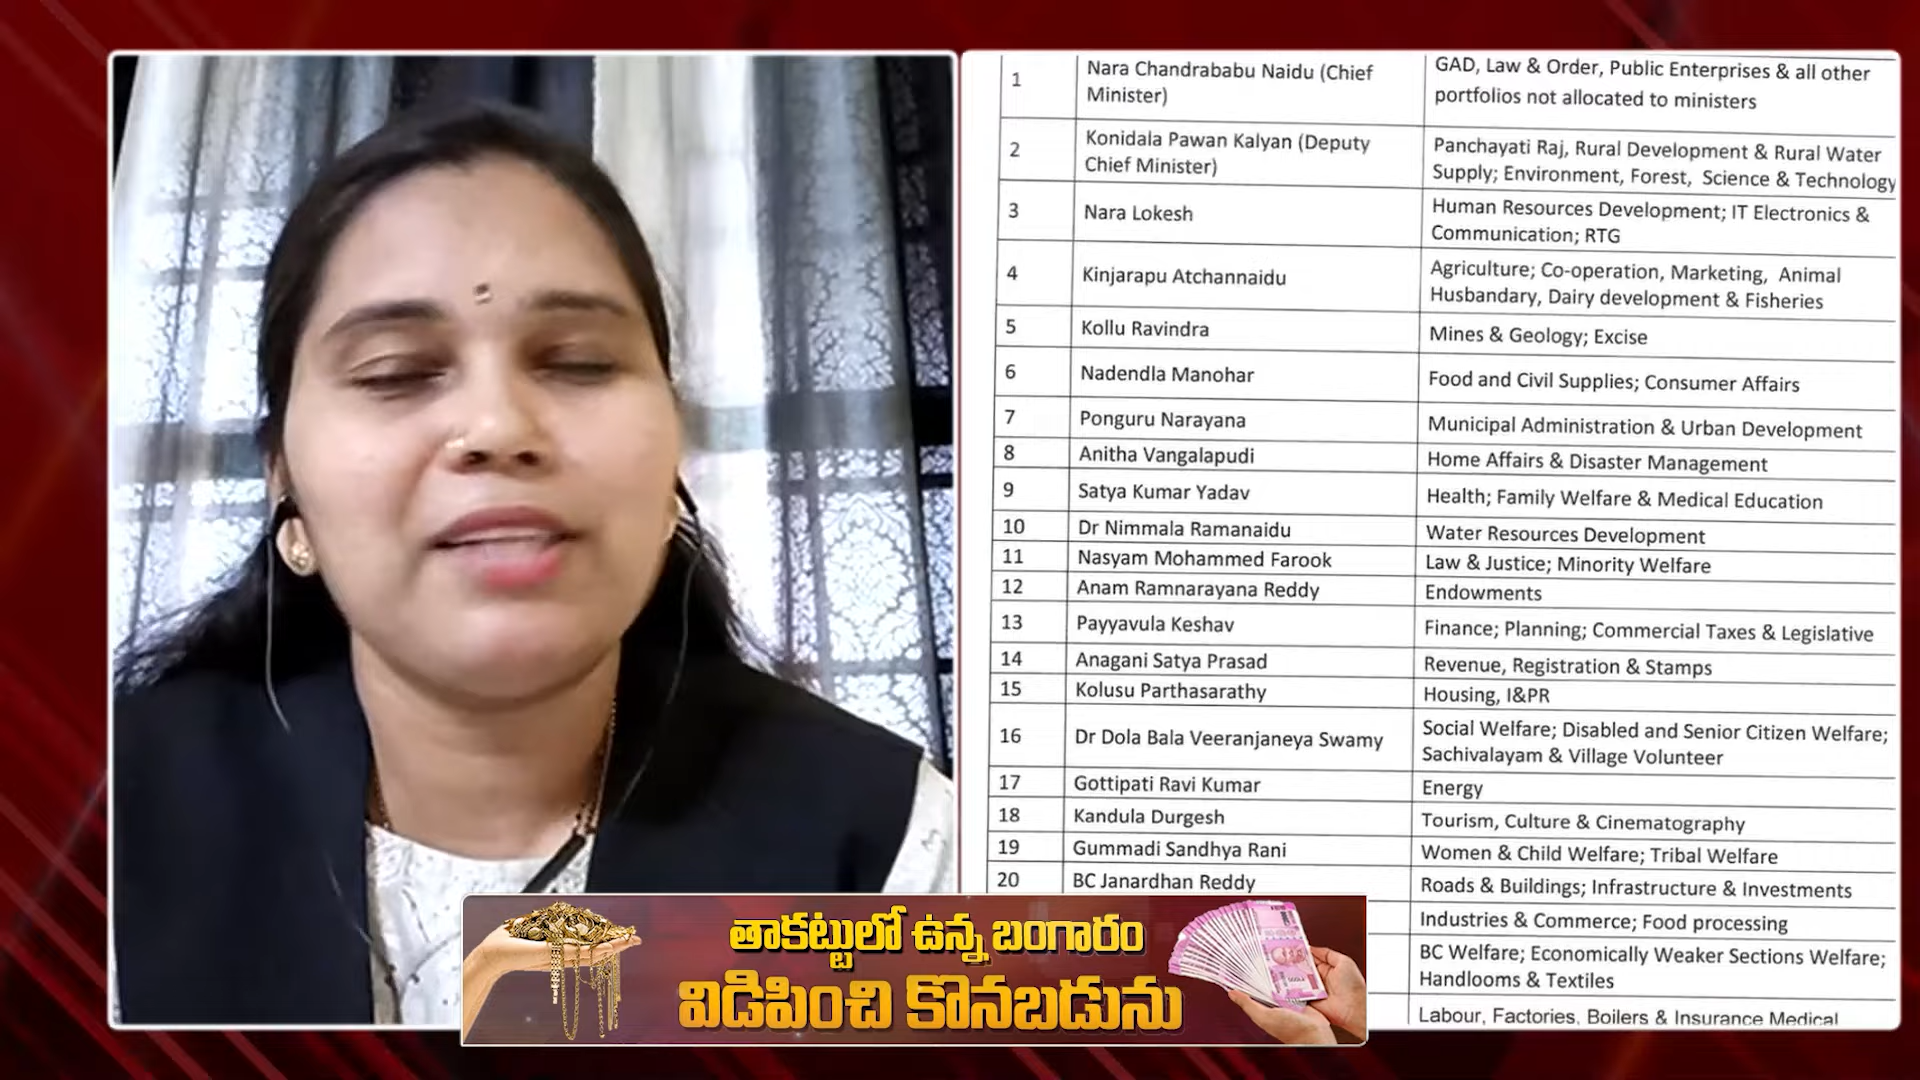 1 Nara Chandrababu Naidu (Chief
Minister)
GAD, Law & Order, Public Enterprises & all other
portfolios not allocated to ministers
2 Konidala Pawan Kalyan (Deputy
Chief Minister)
Panchayati Raj, Rural Development & Rural Water
Supply; Environment, Forest, Science & Technology
3 Nara Lokesh
Human Resources Development; IT Electronics &
Communication; RTG
4 Kinjarapu Atchannaidu
Agriculture; Co-operation, Marketing, Animal
Husbandary, Dairy development & Fisheries
5 Kollu Ravindra Mines & Geology; Excise
6 Nadendla Manohar Food and Civil Supplies; Consumer Affairs
7 Ponguru Narayana Municipal Administration & Urban Development
8 Anitha Vangalapudi Home Affairs & Disaster Management
9 Satya Kumar Yadav Health; Family Welfare & Medical Education
10 Dr Nimmala Ramanaidu Water Resources Development
11 Nasyam Mohammed Farook Law & Justice; Minority Welfare
12 Anam Ramnarayana Reddy Endowments
13 Payyavula Keshav Finance; Planning; Commercial Taxes & Legislative
14 Anagani Satya Prasad Revenue, Registration & Stamps
15 Kolusu Parthasarathy Housing, I&PR
16 Dr Dola Bala Veeranjaneya Swamy
Social Welfare; Disabled and Senior Citizen Welfare;
Sachivalayam & Village Volunteer
17 Gottipati Ravi Kumar Energy
18 Kandula Durgesh Tourism, Culture & Cinematography
19 Gummadi Sandhya Rani Women & Child Welfare; Tribal Welfare
20 BC Janardhan Reddy Roads & Buildings; Infrastructure & Investments
Industries & Commerce; Food processing
BC Welfare; Economically Weaker Sections Welfare;
Handlooms & Textiles
Labour, Factories, Boilers & Insurance Medical
తాకట్టులో ఉన్న బంగారం
విడిపించి కొనబడును